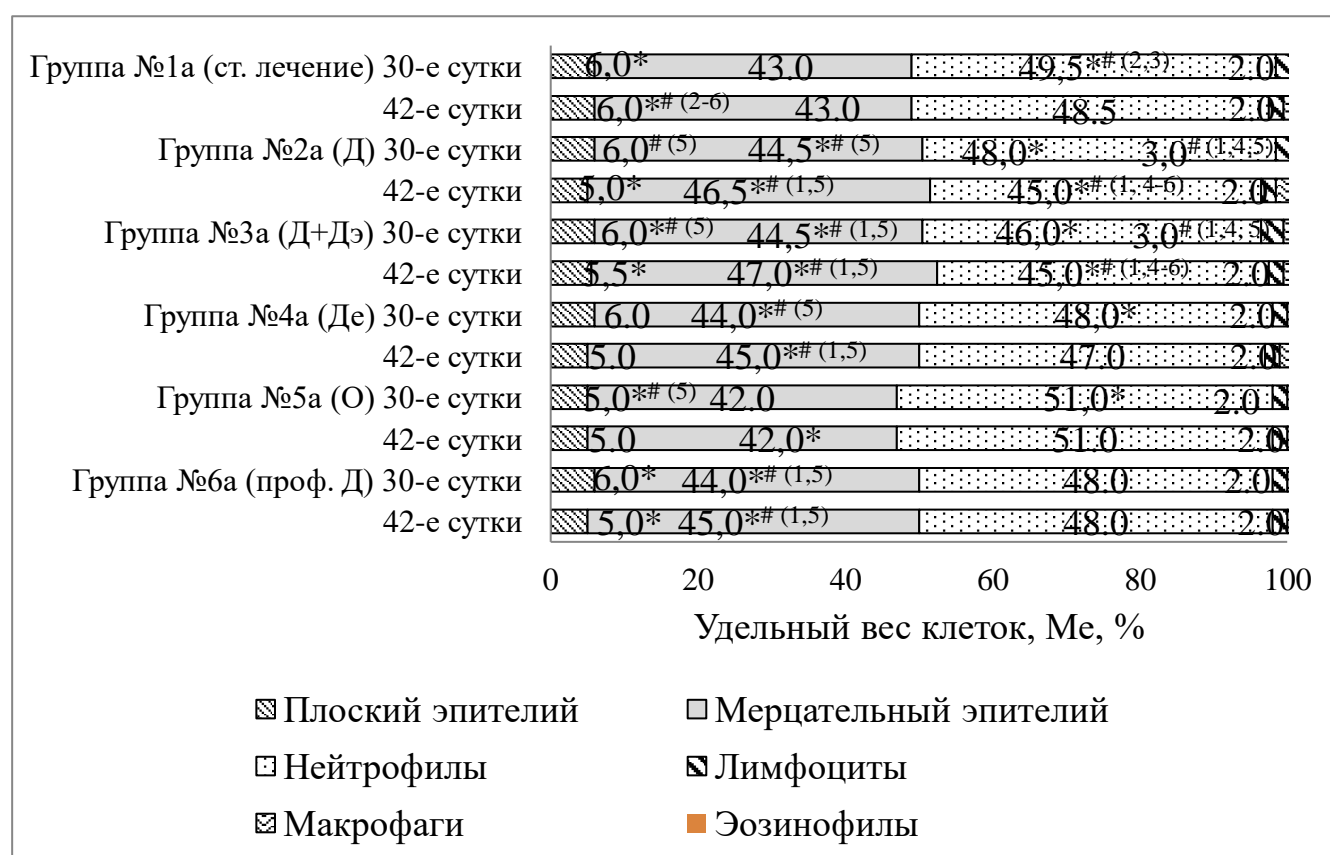 Группа №1а (ст. лечение) 30-е сутки 6,0* 43.0 49,5*# (2,3) 2.0
42-е сутки 6,0*# (2-6) 43.0 48.5 2.0
Группа №2а (Д) 30-е сутки 6,0# (5) 44,5*# (5) 48,0* 3,0# (1,4,5)
42-е сутки 5,0* 46,5*# (1,5) 45,0*# (1, 4-6) 2.0
Группа №3а (Д+Дэ) 30-е сутки 6,0*# (5) 44,5*# (1,5) 46,0* 3,0# (1,4, 5)
42-е сутки 5,5* 47,0*# (1,5) 45,0*# (1,4-6) 2.0
Группа №4а (Де) 30-е сутки 6.0 44,0*# (5) 48,0* 2.0
42-е сутки 5.0 45,0*# (1,5) 47.0 2.0
Группа №5а (О) 30-е сутки 5,0*# (5) 42.0 51,0* 2.0
42-е сутки 5.0 42,0* 51.0 2.0
Группа №6а (проф. Д) 30-е сутки 6,0* 44,0*# (1,5) 48.0 2.0
42-е сутки 5,0* 45,0*# (1,5) 48.0 2.0
0 20 40 60 80 100
Удельный вес клеток, Ме, %
Плоский эпителий Мерцательный эпителий
Нейтрофилы Лимфоциты
Макрофаги Эозинофилы